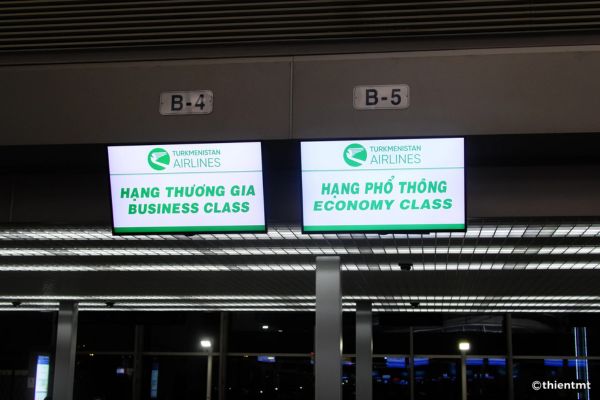 B-4
B-5
TURKMENISTAN
AIRLINES
HẠNG THƯƠNG GIA
BUSINESS CLASS
TURKMENISTAN
AIRLINES
HẠNG PHỔ THÔNG
ECONOMY CLASS
©thientmt